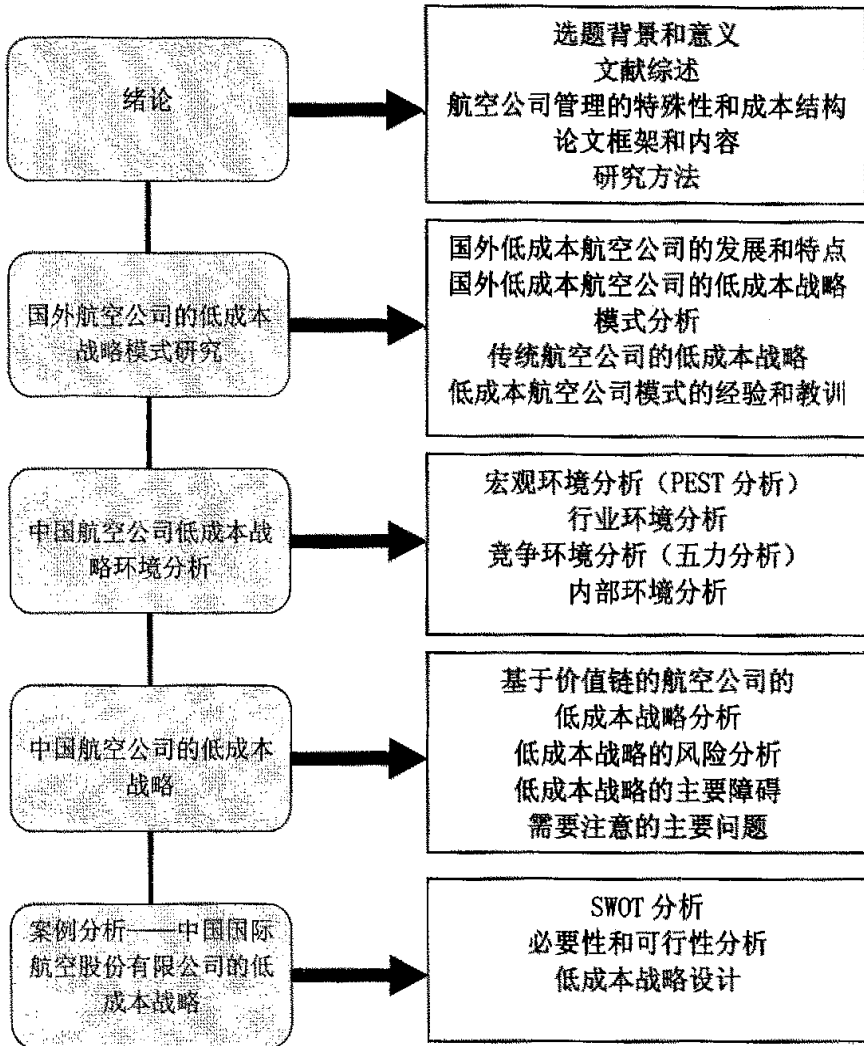 绪论
选题背景和意义
文献综述
航空公司管理的特殊性和成本结构
论文框架和内容
研究方法
国外航空公司的低成本
战略模式研究
国外低成本航空公司的发展和特点
国外低成本航空公司的低成本战略
模式分析
传统航空公司的低成本战略
低成本航空公司模式的经验和教训
中国航空公司低成本战
略环境分析
宏观环境分析（PEST 分析）
行业环境分析
竞争环境分析（五力分析）
内部环境分析
中国航空公司的低成本
战略
基于价值链的航空公司的
低成本战略分析
低成本战略的风险分析
低成本战略的主要障碍
需要注意的主要问题
案例分析——中国国际
航空股份有限公司的低
成本战略
SWOT 分析
必要性和可行性分析
低成本战略设计